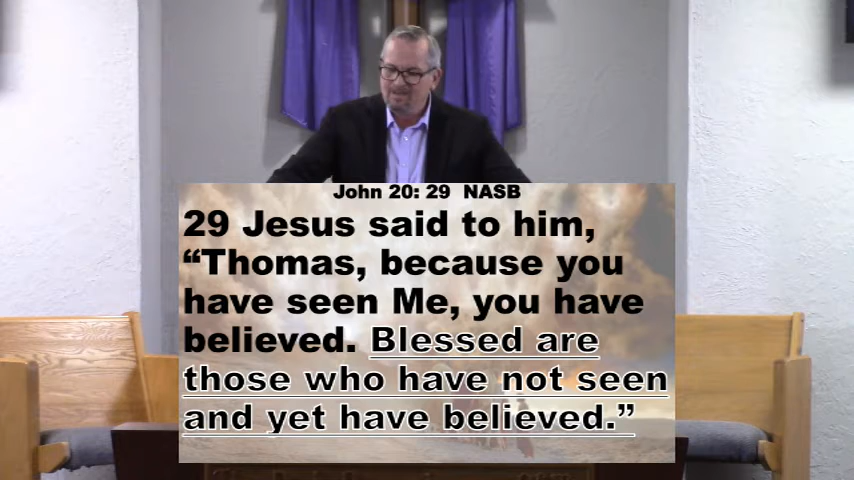 John 20: 29 NASB
29 Jesus said to him,
“Thomas, because you
have seen Me, you have
believed. Blessed are
those who have not seen
and yet have believed.”